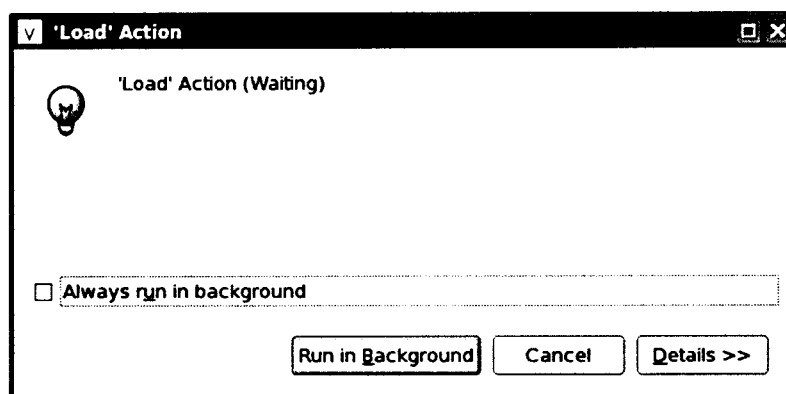 V 'Load' Action
'Load' Action (Waiting)
Always run in background
Run in Background Cancel Details >>